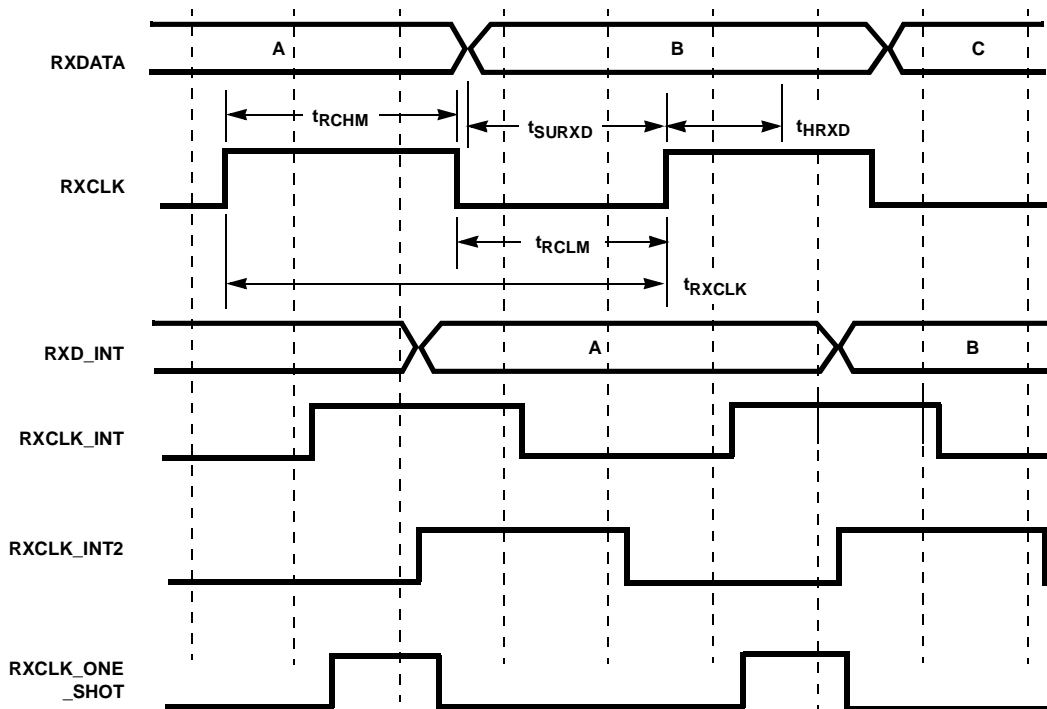 RXDATA
A
B
C
tRCHM
tSURXD
tHRXD
RXCLK
tRCLM
tRXCLK
RXD_INT
A
B
RXCLK_INT
RXCLK_INT2
RXCLK_ONE
_SHOT